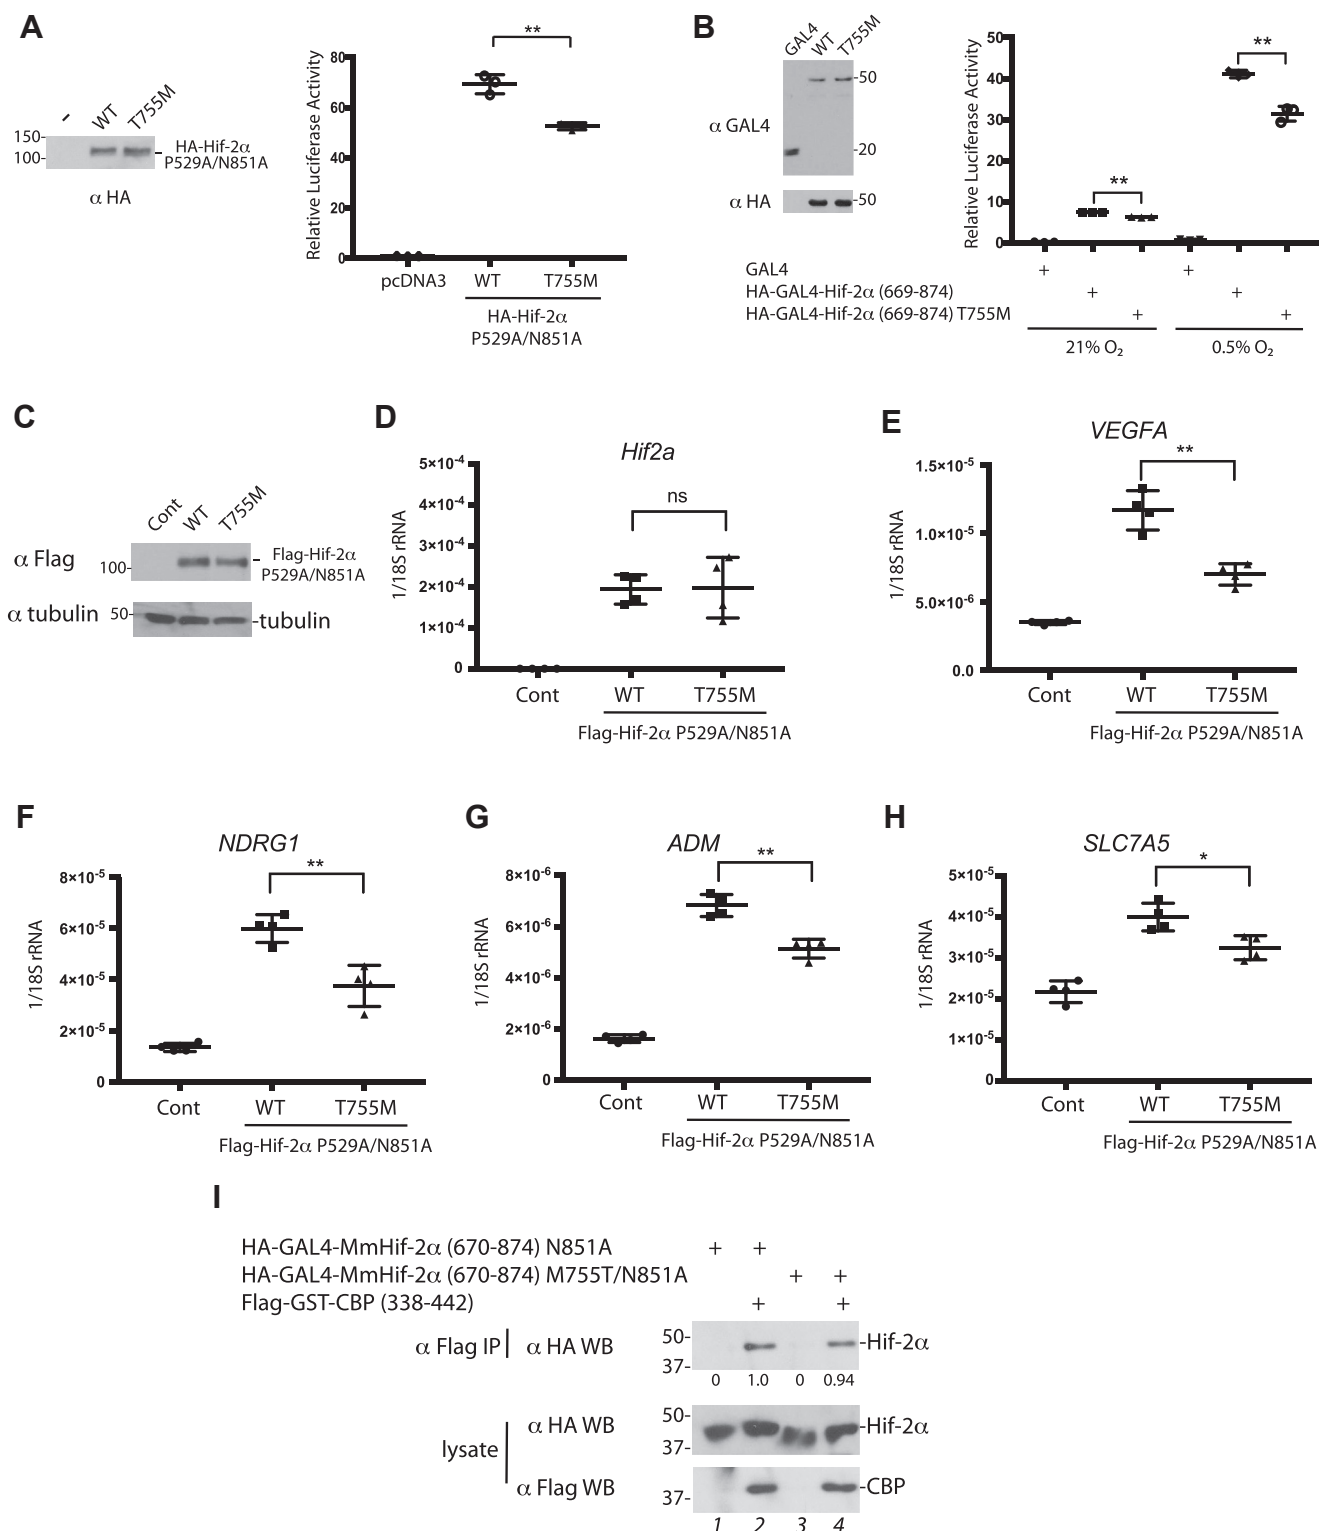 A
-
WT
T755M
150-
100-
HA-Hif-2α
P529A/N851A
α HA
Relative Luciferase Activity
80
60
40
20
0
**
pcDNA3
WT
T755M
HA-Hif-2α
P529A/N851A
B
GAL4
WT
T755M
α GAL4
-50
-20
α HA
-50
Relative Luciferase Activity
50
40
30
20
10
0
**
**
GAL4 + +
HA-GAL4-Hif-2α (669-874) + +
HA-GAL4-Hif-2α (669-874) T755M + +
21% O₂
0.5% O₂
C
Cont
WT
T755M
α Flag
100-
Flag-Hif-2α
P529A/N851A
α tubulin
50-
-tubulin
D
Hif2a
1/18S rRNA
5×10⁻⁴
4×10⁻⁴
3×10⁻⁴
2×10⁻⁴
1×10⁻⁴
0
ns
Cont
WT
T755M
Flag-Hif-2α P529A/N851A
E
VEGFA
1/18S rRNA
1.5×10⁻⁵
1.0×10⁻⁵
5.0×10⁻⁶
0.0
**
Cont
WT
T755M
Flag-Hif-2α P529A/N851A
F
NDRG1
1/18S rRNA
8×10⁻⁵
6×10⁻⁵
4×10⁻⁵
2×10⁻⁵
0
**
Cont
WT
T755M
Flag-Hif-2α P529A/N851A
G
ADM
1/18S rRNA
8×10⁻⁶
6×10⁻⁶
4×10⁻⁶
2×10⁻⁶
0
**
Cont
WT
T755M
Flag-Hif-2α P529A/N851A
H
SLC7A5
1/18S rRNA
5×10⁻⁵
4×10⁻⁵
3×10⁻⁵
2×10⁻⁵
1×10⁻⁵
0
*
Cont
WT
T755M
Flag-Hif-2α P529A/N851A
I
HA-GAL4-MmHif-2α (670-874) N851A + +
HA-GAL4-MmHif-2α (670-874) M755T/N851A + +
Flag-GST-CBP (338-442) + +
α Flag IP
α HA WB
50-
37-
-Hif-2α
0 1.0 0 0.94
lysate
α HA WB
50-
37-
-Hif-2α
α Flag WB
37-
-CBP
1 2 3 4